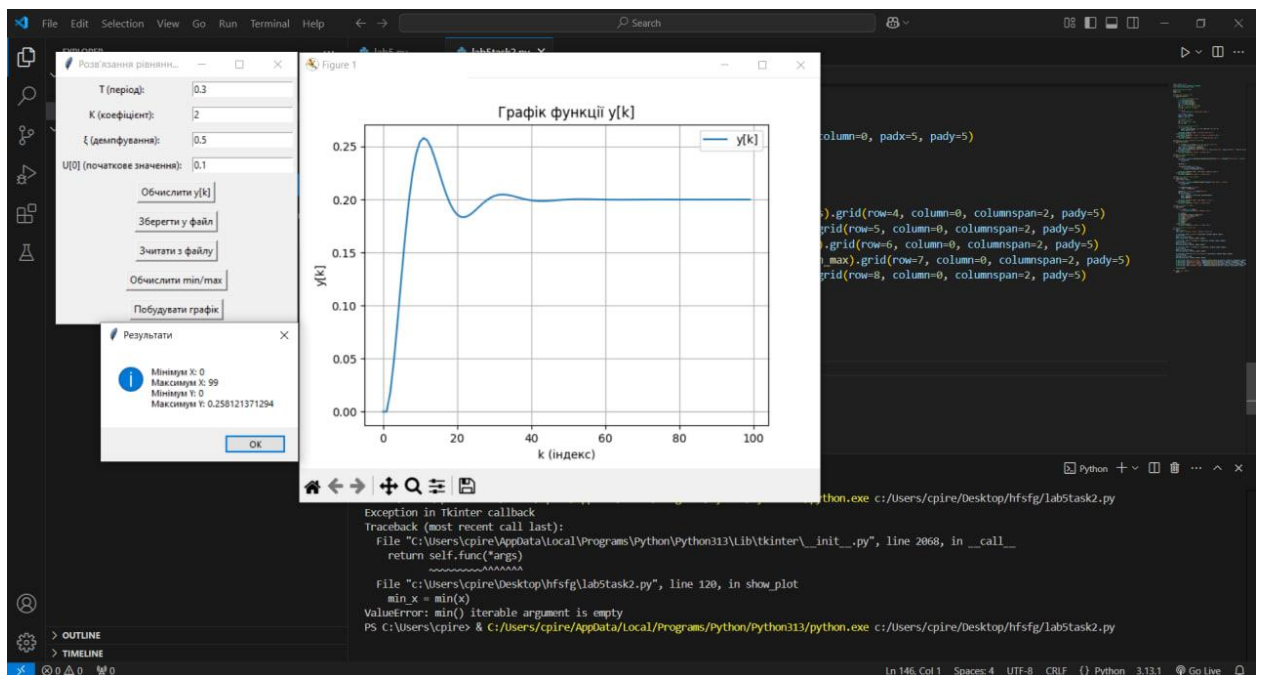 File Edit Selection View Go Run Terminal Help
Search
lab5task2.py
Розв'язання рівнянн...
T (період): 0.3
K (коефіцієнт): 2
ξ (демпфування): 0.5
U[0] (початкове значення): 0.1
Обчислити y[k]
Зберегти у файл
Зчитати з файлу
Обчислити min/max
Побудувати графік
Результати
Мінімум X: 0
Максимум X: 99
Мінімум Y: 0
Максимум Y: 0.258121371294
OK
Figure 1
Графік функції y[k]
y[k]
0.25
0.20
0.15
0.10
0.05
0.00
y[k]
0 20 40 60 80 100
k (індекс)
column=0, padx=5, pady=5)
).grid(row=4, column=0, columnspan=2, pady=5)
grid(row=5, column=0, columnspan=2, pady=5)
).grid(row=6, column=0, columnspan=2, pady=5)
_max).grid(row=7, column=0, columnspan=2, pady=5)
grid(row=8, column=0, columnspan=2, pady=5)
Python
python.exe c:/Users/cpire/Desktop/hfsfg/lab5task2.py
Exception in Tkinter callback
Traceback (most recent call last):
File "C:\Users\cpire\AppData\Local\Programs\Python\Python313\Lib\tkinter\__init__.py", line 2068, in __call__
return self.func(*args)
~~~~~~~~~^^^^^^^
File "c:\Users\cpire\Desktop\hfsfg\lab5task2.py", line 120, in show_plot
min_x = min(x)
ValueError: min() iterable argument is empty
PS C:\Users\cpire> & C:/Users/cpire/AppData/Local/Programs/Python/Python313/python.exe c:/Users/cpire/Desktop/hfsfg/lab5task2.py
OUTLINE
TIMELINE
0 0 0 Ln 146, Col 1 Spaces: 4 UTF-8 CRLF {} Python 3.13.1 Go Live